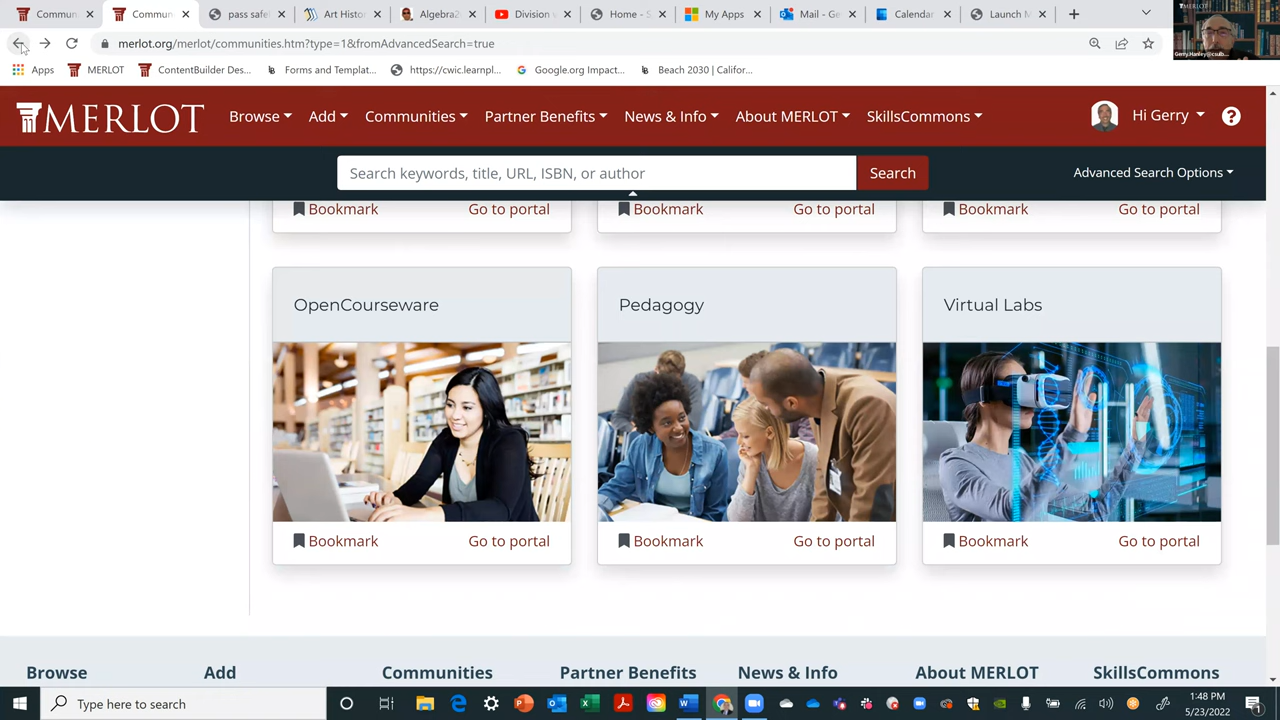 Commun
Commun
pass safe
Art Histo
Algebra2
Division
Home - S
My Apps
Mail - Ge
Calendar
Launch M
merlot.org/merlot/communities.htm?type=1&fromAdvancedSearch=true
Apps
MERLOT
ContentBuilder Des...
Forms and Templat...
https://cwic.learnpl...
Google.org Impact...
Beach 2030 | Califor...
MERLOT
Gerry.Hanley@csulb....
MERLOT
Browse
Add
Communities
Partner Benefits
News & Info
About MERLOT
SkillsCommons
Hi Gerry
?
Search keywords, title, URL, ISBN, or author
Search
Advanced Search Options
Bookmark
Go to portal
Bookmark
Go to portal
Bookmark
Go to portal
OpenCourseware
Pedagogy
Virtual Labs
Bookmark
Go to portal
Bookmark
Go to portal
Bookmark
Go to portal
Browse
Add
Communities
Partner Benefits
News & Info
About MERLOT
SkillsCommons
Type here to search
1:48 PM
5/23/2022